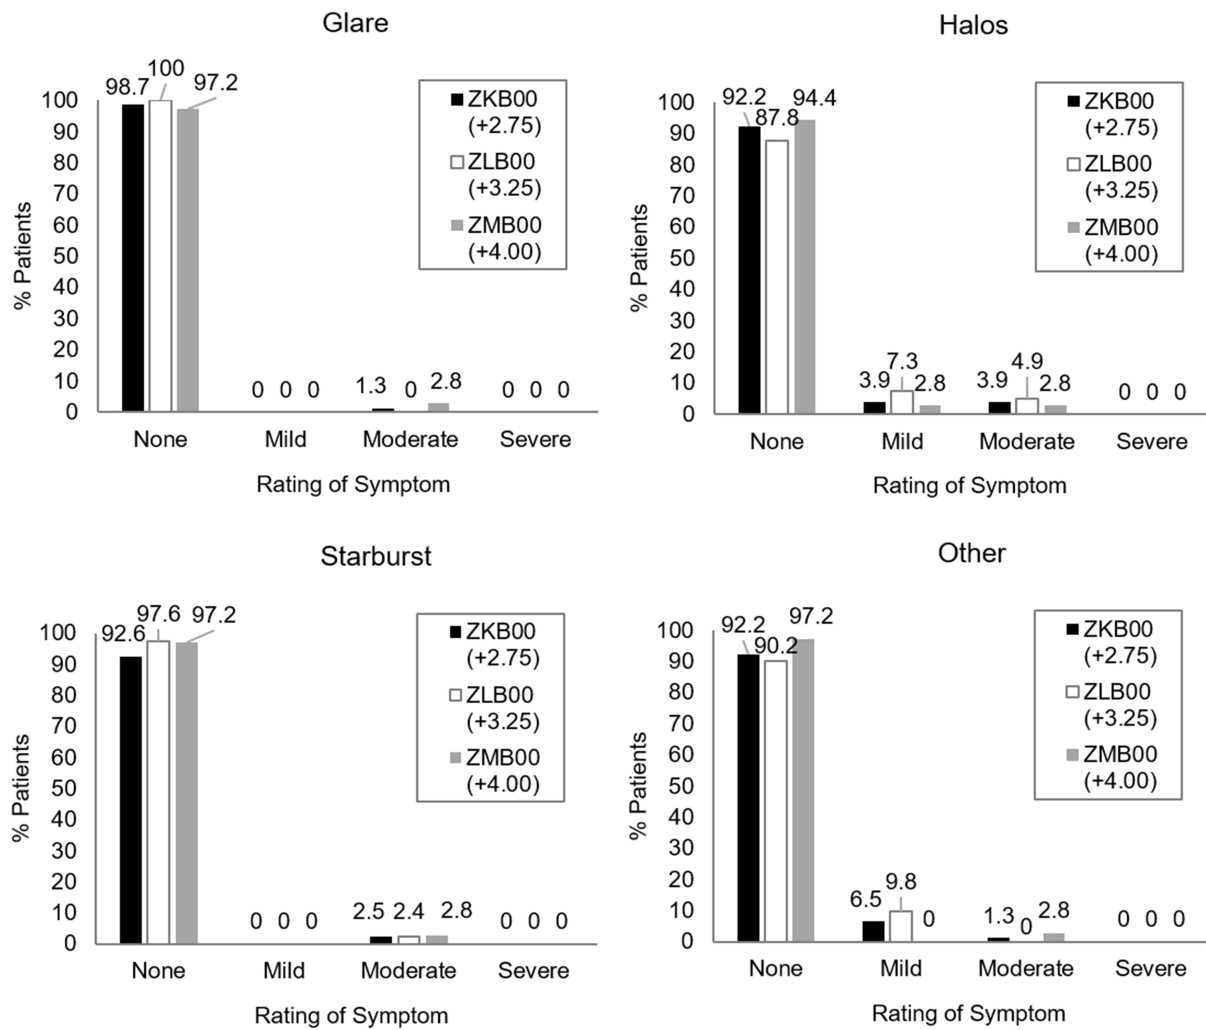 Glare
98.7 100 97.2
100
90
80
70
60
50
40
30
20
10
0
% Patients
ZKB00
(+2.75)
ZLB00
(+3.25)
ZMB00
(+4.00)
0 0 0
1.3 0 2.8
0 0 0
None Mild Moderate Severe
Rating of Symptom
Halos
92.2 87.8 94.4
100
90
80
70
60
50
40
30
20
10
0
% Patients
ZKB00
(+2.75)
ZLB00
(+3.25)
ZMB00
(+4.00)
3.9 7.3 2.8
3.9 4.9 2.8
0 0 0
None Mild Moderate Severe
Rating of Symptom
Starburst
92.6 97.6 97.2
100
90
80
70
60
50
40
30
20
10
0
% Patients
ZKB00
(+2.75)
ZLB00
(+3.25)
ZMB00
(+4.00)
0 0 0
2.5 2.4 2.8
0 0 0
None Mild Moderate Severe
Rating of Symptom
Other
92.2 90.2 97.2
100
90
80
70
60
50
40
30
20
10
0
% Patients
ZKB00
(+2.75)
ZLB00
(+3.25)
ZMB00
(+4.00)
6.5 9.8 0
1.3 0 2.8
0 0 0
None Mild Moderate Severe
Rating of Symptom